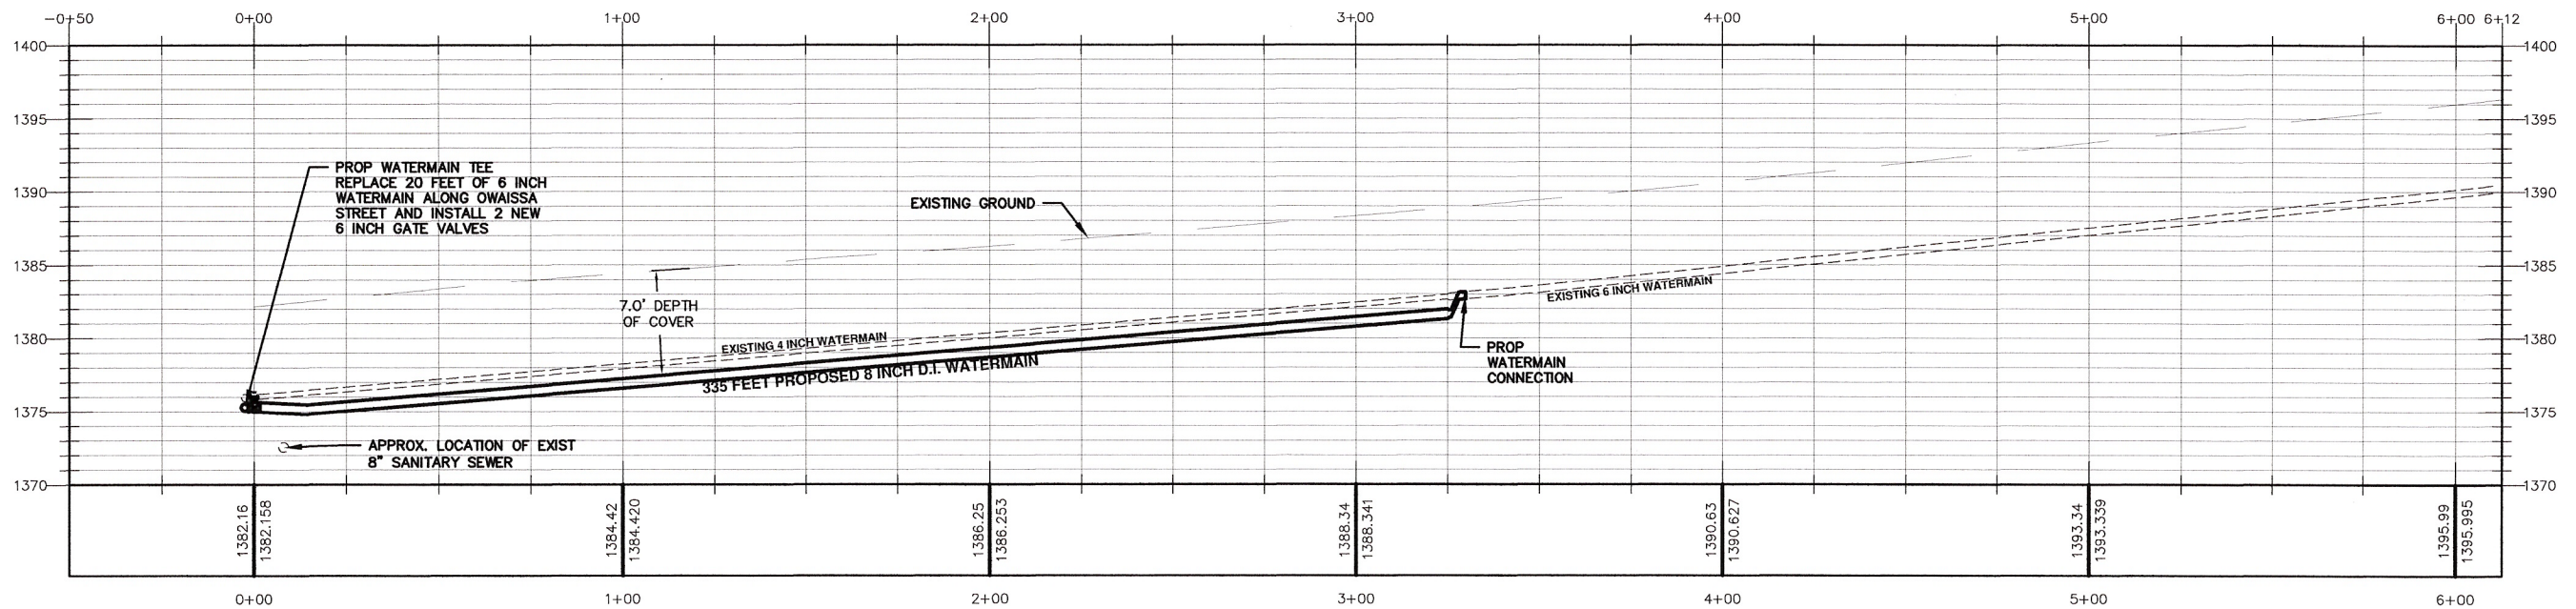 -0+50 0+00 1+00 2+00 3+00 4+00 5+00 6+00 6+12
1400 1400
1395 1395
PROP WATERMAIN TEE
REPLACE 20 FEET OF 6 INCH
WATERMAIN ALONG OWAISSA
STREET AND INSTALL 2 NEW
6 INCH GATE VALVES
1390 1390
EXISTING GROUND
1385 1385
7.0' DEPTH
OF COVER
EXISTING 6 INCH WATERMAIN
1380 1380
EXISTING 4 INCH WATERMAIN
335 FEET PROPOSED 8 INCH D.I. WATERMAIN
PROP
WATERMAIN
CONNECTION
1375 1375
APPROX. LOCATION OF EXIST
8" SANITARY SEWER
1370 1370
1382.16
1382.158
1384.42
1384.420
1386.25
1386.253
1388.34
1388.341
1390.63
1390.627
1393.34
1393.339
1395.99
1395.995
0+00 1+00 2+00 3+00 4+00 5+00 6+00